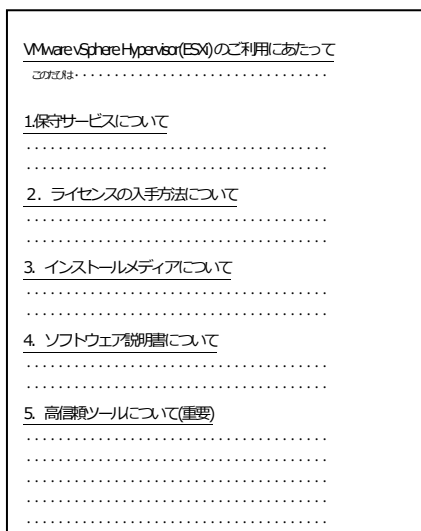 VMware vSphere Hypervisor(ESXi)のご利用にあたって
このたびは・・・・・・・・・・・・・・・・・・・・・・・・・・・・・・・・
1.保守サービスについて
・・・・・・・・・・・・・・・・・・・・・・・・・・・・・・・・・・・・・・
・・・・・・・・・・・・・・・・・・・・・・・・・・・・・・・・・・・・・・
2. ライセンスの入手方法について
・・・・・・・・・・・・・・・・・・・・・・・・・・・・・・・・・・・・・・
・・・・・・・・・・・・・・・・・・・・・・・・・・・・・・・・・・・・・・
3. インストールメディアについて
・・・・・・・・・・・・・・・・・・・・・・・・・・・・・・・・・・・・・・
・・・・・・・・・・・・・・・・・・・・・・・・・・・・・・・・・・・・・・
4. ソフトウェア説明書について
・・・・・・・・・・・・・・・・・・・・・・・・・・・・・・・・・・・・・・
・・・・・・・・・・・・・・・・・・・・・・・・・・・・・・・・・・・・・・
5. 高信頼ツールについて(重要)
・・・・・・・・・・・・・・・・・・・・・・・・・・・・・・・・・・・・・・
・・・・・・・・・・・・・・・・・・・・・・・・・・・・・・・・・・・・・・
・・・・・・・・・・・・・・・・・・・・・・・・・・・・・・・・・・・・・・
・・・・・・・・・・・・・・・・・・・・・・・・・・・・・・・・・・・・・・
・・・・・・・・・・・・・・・・・・・・・・・・・・・・・・・・・・・・・・